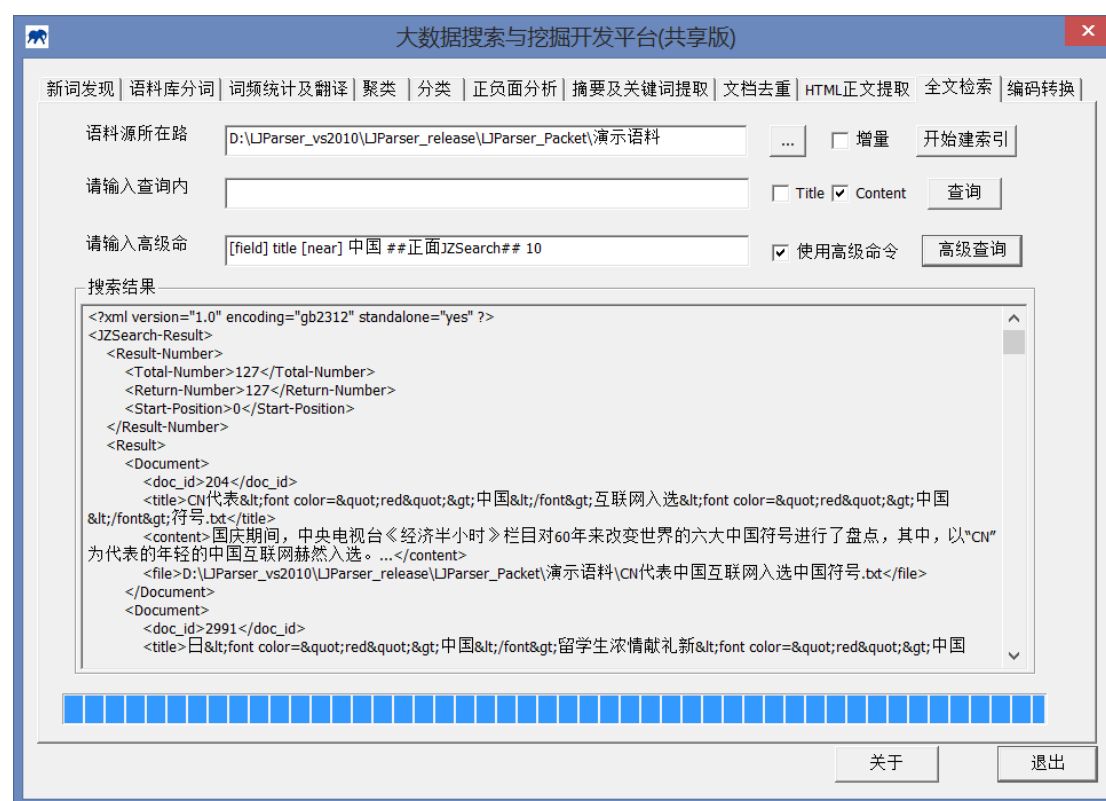 大数据搜索与挖掘开发平台(共享版)
新词发现 语料库分词 词频统计及翻译 聚类 分类 正负面分析 摘要及关键词提取 文档去重 HTML正文提取 全文检索 编码转换
语料源所在路 D:\LJParser_vs2010\LJParser_release\LJParser_Packet\演示语料 ... 增量 开始建索引
请输入查询内 Title Content 查询
请输入高级命 [field] title [near] 中国 ##正面JZSearch## 10 使用高级命令 高级查询
搜索结果
<?xml version="1.0" encoding="gb2312" standalone="yes" ?>
<JZSearch-Result>
<Result-Number>
<Total-Number>127</Total-Number>
<Return-Number>127</Return-Number>
<Start-Position>0</Start-Position>
</Result-Number>
<Result>
<Document>
<doc_id>204</doc_id>
<title>CN代表&lt;font color=&quot;red&quot;&gt;中国&lt;/font&gt;互联网入选&lt;font color=&quot;red&quot;&gt;中国
&lt;/font&gt;符号.txt</title>
<content>国庆期间，中央电视台《经济半小时》栏目对60年来改变世界的六大中国符号进行了盘点，其中，以“CN”
为代表的年轻的中国互联网赫然入选。...</content>
<file>D:\LJParser_vs2010\LJParser_release\LJParser_Packet\演示语料\CN代表中国互联网入选中国符号.txt</file>
</Document>
<Document>
<doc_id>2991</doc_id>
<title>日&lt;font color=&quot;red&quot;&gt;中国&lt;/font&gt;留学生浓情献礼新&lt;font color=&quot;red&quot;&gt;中国
关于 退出